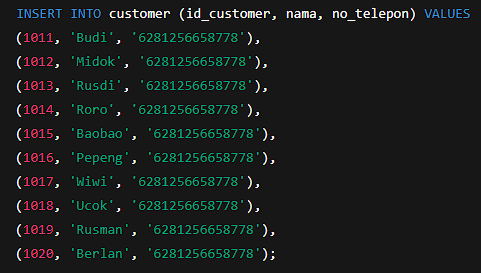 INSERT INTO customer (id_customer, nama, no_telepon) VALUES
(1011, 'Budi', '6281256658778'),
(1012, 'Midok', '6281256658778'),
(1013, 'Rusdi', '6281256658778'),
(1014, 'Roro', '6281256658778'),
(1015, 'Baobao', '6281256658778'),
(1016, 'Pepeng', '6281256658778'),
(1017, 'Wiwi', '6281256658778'),
(1018, 'Ucok', '6281256658778'),
(1019, 'Rusman', '6281256658778'),
(1020, 'Berlan', '6281256658778');